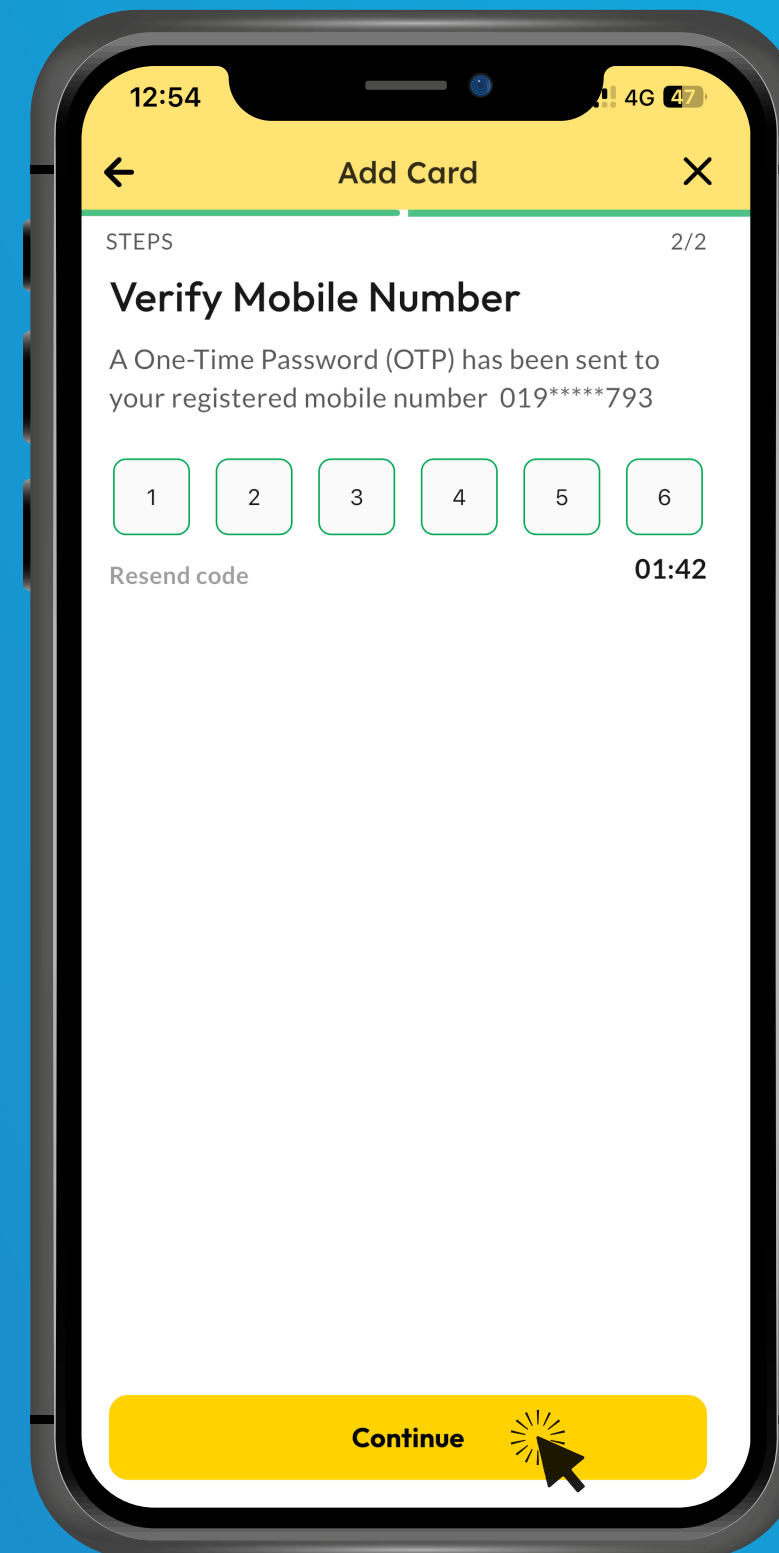 12:54 4G 47
Add Card
STEPS 2/2
Verify Mobile Number
A One-Time Password (OTP) has been sent to
your registered mobile number 019*****793
1 2 3 4 5 6
Resend code 01:42
Continue